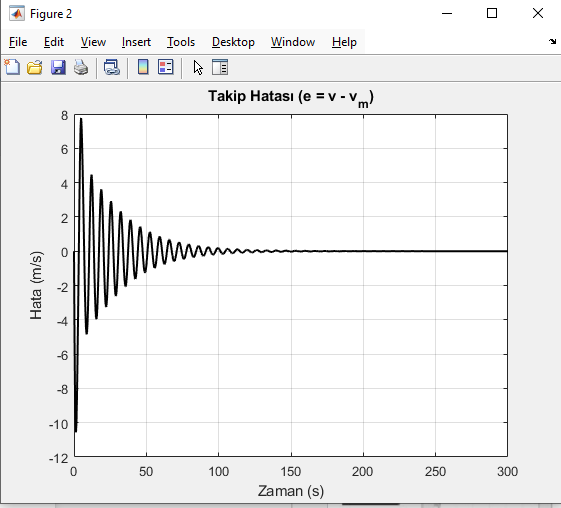 Figure 2
File Edit View Insert Tools Desktop Window Help
Takip Hatası (e = v - vm)
8
6
4
2
0
-2
-4
-6
-8
-10
-12
Hata (m/s)
0 50 100 150 200 250 300
Zaman (s)